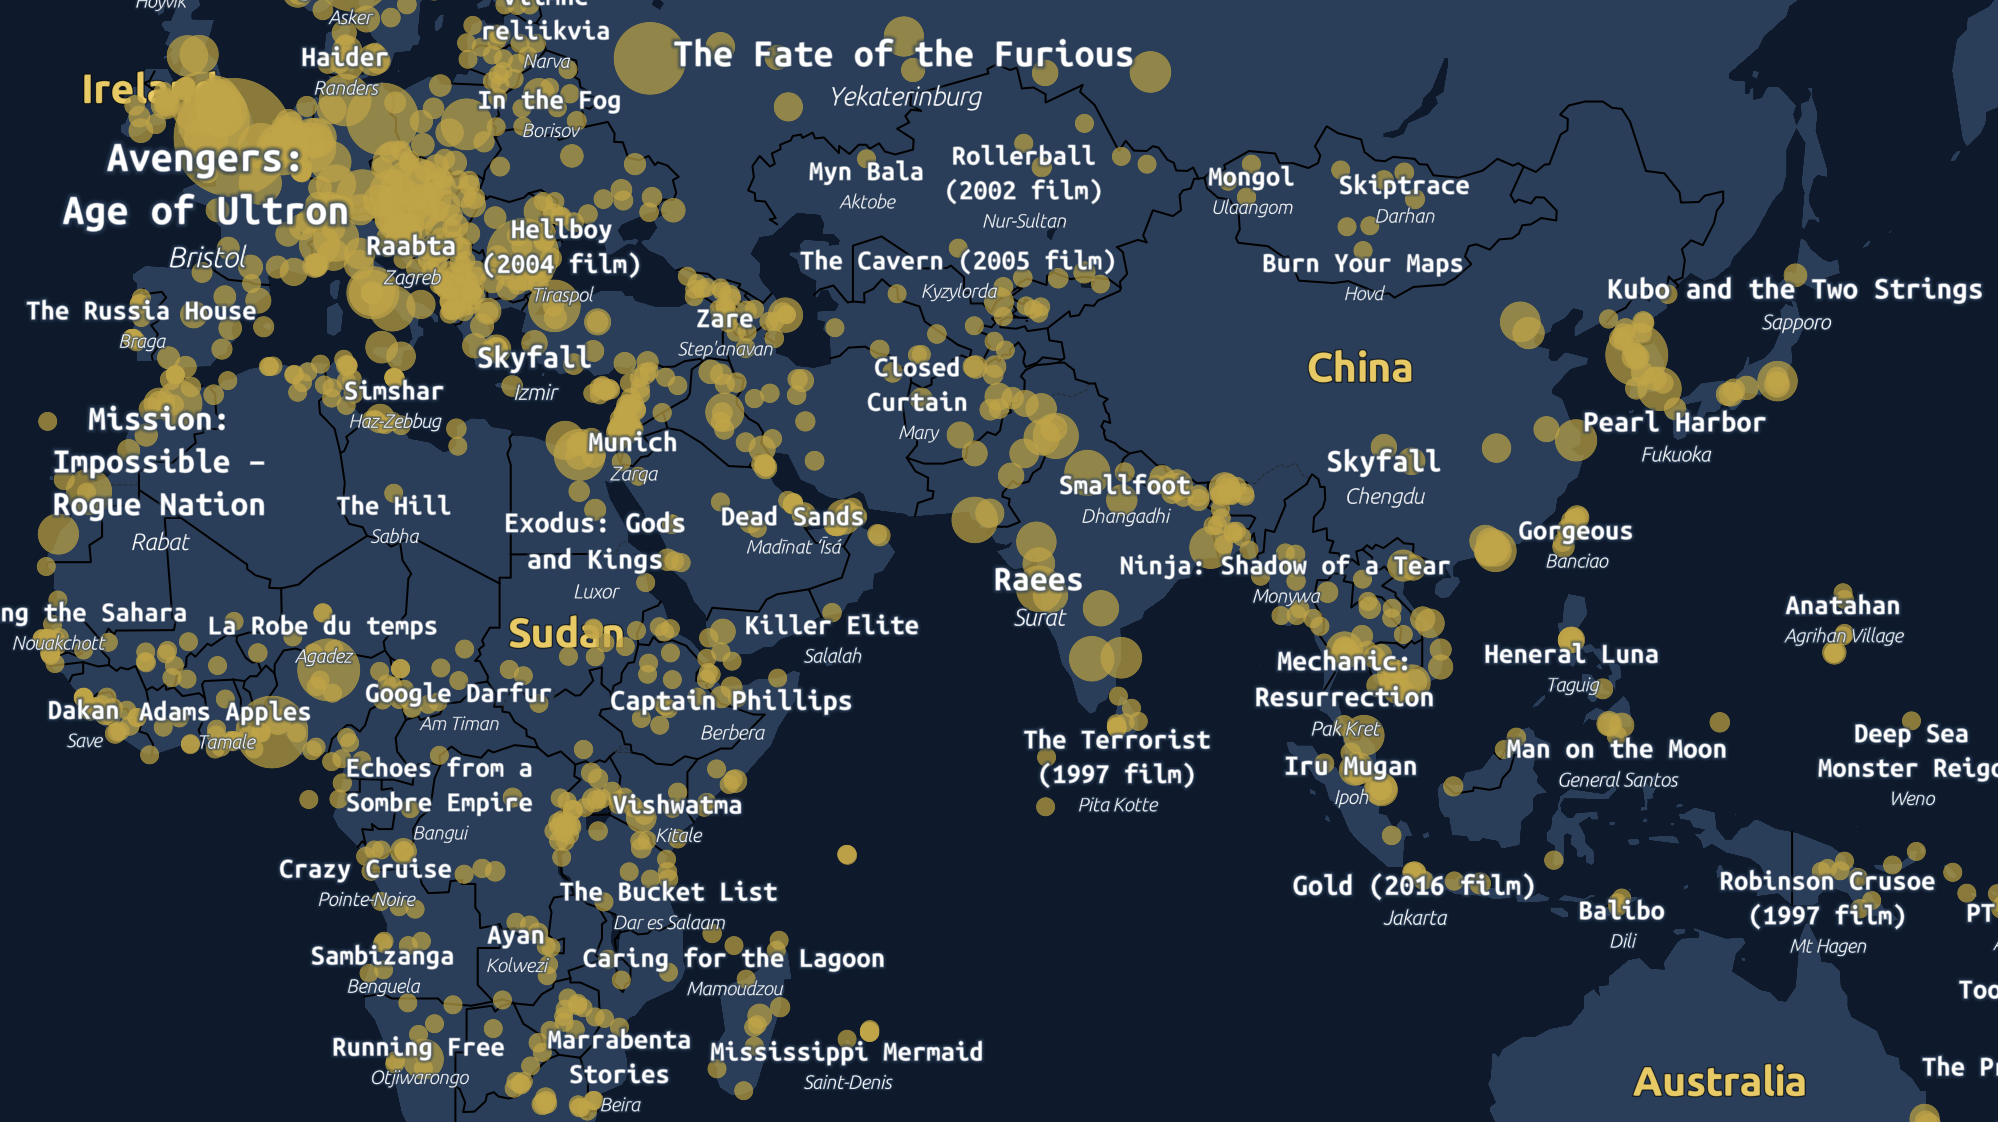 Hoyvik
Asker
Vitmne
reliikvia
Narva
Haider
Randers
The Fate of the Furious
Yekaterinburg
Ireland
In the Fog
Borisov
Avengers:
Age of Ultron
Bristol
Myn Bala
Aktobe
Rollerball
(2002 film)
Nur-Sultan
Mongol
Ulaangom
Skiptrace
Darhan
Raabta
Zagreb
Hellboy
(2004 film)
Tiraspol
The Cavern (2005 film)
Kyzylorda
Burn Your Maps
Hovd
Kubo and the Two Strings
Sapporo
The Russia House
Braga
Zare
Step'anavan
Skyfall
Izmir
Closed
Curtain
Mary
China
Simshar
Haz-Zebbug
Mission:
Impossible –
Rogue Nation
Rabat
Munich
Zarqa
Pearl Harbor
Fukuoka
Skyfall
Chengdu
Smallfoot
Dhangadhi
The Hill
Sabha
Exodus: Gods
and Kings
Luxor
Dead Sands
Madīnat ‘Īsá
Gorgeous
Banciao
Ninja: Shadow of a Tear
Monywa
Raees
Surat
ng the Sahara
Nouakchott
La Robe du temps
Agadez
Sudan
Killer Elite
Salalah
Anatahan
Agrihan Village
Heneral Luna
Taguig
Mechanic:
Resurrection
Pak Kret
Google Darfur
Am Timan
Captain Phillips
Berbera
Dakan
Save
Adams Apples
Tamale
The Terrorist
(1997 film)
Pita Kotte
Man on the Moon
General Santos
Deep Sea
Monster Reigo
Weno
Iru Mugan
Ipoh
Echoes from a
Sombre Empire
Bangui
Vishwatma
Kitale
Crazy Cruise
Pointe-Noire
The Bucket List
Dar es Salaam
Gold (2016 film)
Jakarta
Balibo
Dili
Robinson Crusoe
(1997 film)
Mt Hagen
PT
Sambizanga
Benguela
Ayan
Kolwezi
Caring for the Lagoon
Mamoudzou
Too
Running Free
Otjiwarongo
Marrabenta
Stories
Beira
Mississippi Mermaid
Saint-Denis
The Pr
Australia